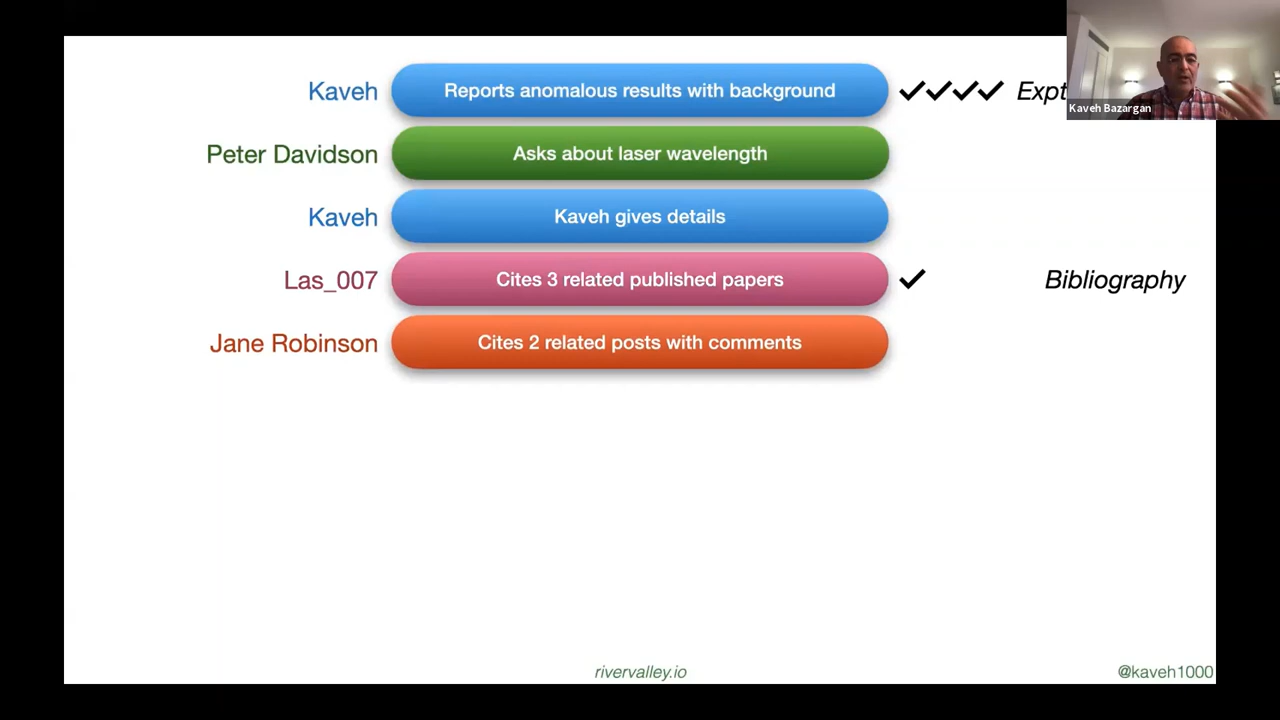 Kaveh Reports anomalous results with background ✓✓✓✓ Expt
Kaveh Bazargan
Peter Davidson Asks about laser wavelength
Kaveh Kaveh gives details
Las_007 Cites 3 related published papers ✓ Bibliography
Jane Robinson Cites 2 related posts with comments
rivervalley.io @kaveh1000